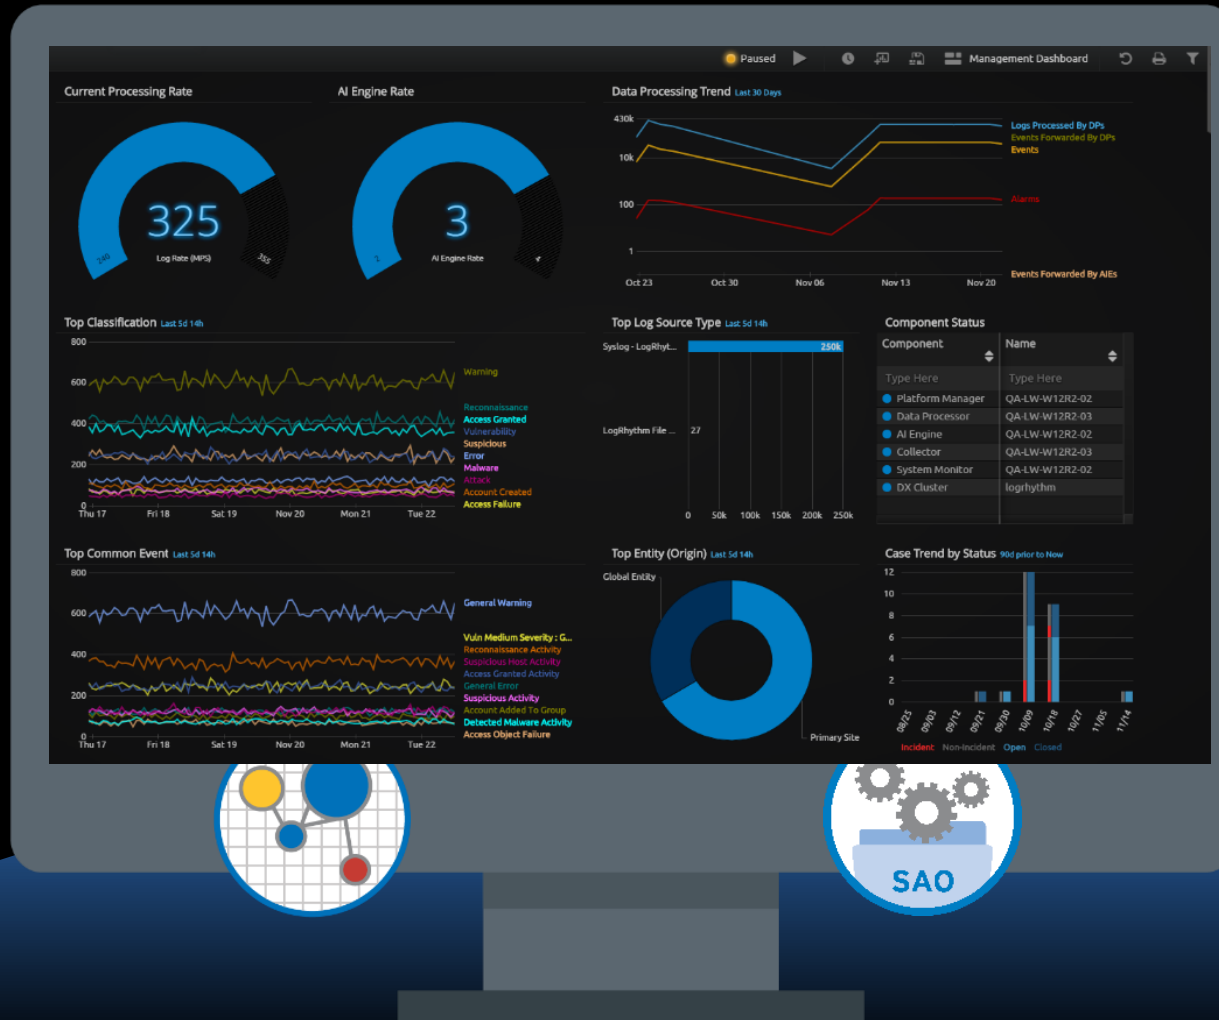 Paused
Management Dashboard
Current Processing Rate
325
Log Rate (MPS)
240
355
AI Engine Rate
3
AI Engine Rate
2
4
Data Processing Trend Last 30 Days
430k
10k
100
1
Oct 23 Oct 30 Nov 06 Nov 13 Nov 20
Logs Processed By DPs
Events Forwarded By DPs
Events
Alarms
Events Forwarded By AIEs
Top Classification Last 5d 14h
800
600
400
200
0
Thu 17 Fri 18 Sat 19 Nov 20 Mon 21 Tue 22
Warning
Reconnaissance
Access Granted
Vulnerability
Suspicious
Error
Malware
Attack
Account Created
Access Failure
Top Log Source Type Last 5d 14h
Syslog - LogRhyt... 250k
LogRhythm File ... 27
0 50k 100k 150k 200k 250k
Component Status
Component Name
Type Here Type Here
Platform Manager QA-LW-W12R2-02
Data Processor QA-LW-W12R2-03
AI Engine QA-LW-W12R2-02
Collector QA-LW-W12R2-03
System Monitor QA-LW-W12R2-02
DX Cluster logrhythm
Top Common Event Last 5d 14h
800
600
400
200
0
Thu 17 Fri 18 Sat 19 Nov 20 Mon 21 Tue 22
General Warning
Vuln Medium Severity : G...
Reconnaissance Activity
Suspicious Host Activity
Access Granted Activity
General Error
Suspicious Activity
Account Added To Group
Detected Malware Activity
Access Object Failure
Top Entity (Origin) Last 5d 14h
Global Entity
Primary Site
Case Trend by Status 90d prior to Now
12
10
8
6
4
2
0
08/25 09/03 09/12 09/21 09/30 10/09 10/18 10/27 11/05 11/14
Incident Non-Incident Open Closed
SAO